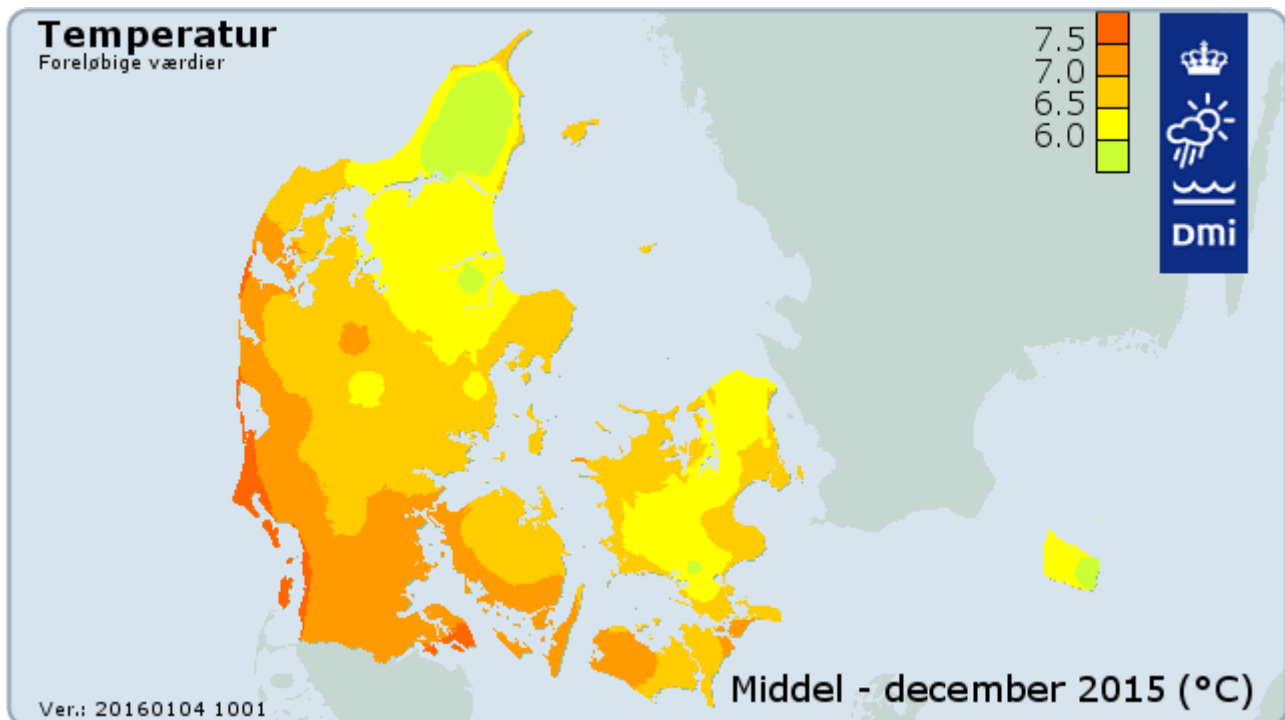 Temperatur
Foreløbige værdier
7.5
7.0
6.5
6.0
DMi
Middel - december 2015 (°C)
Ver.: 20160104 1001